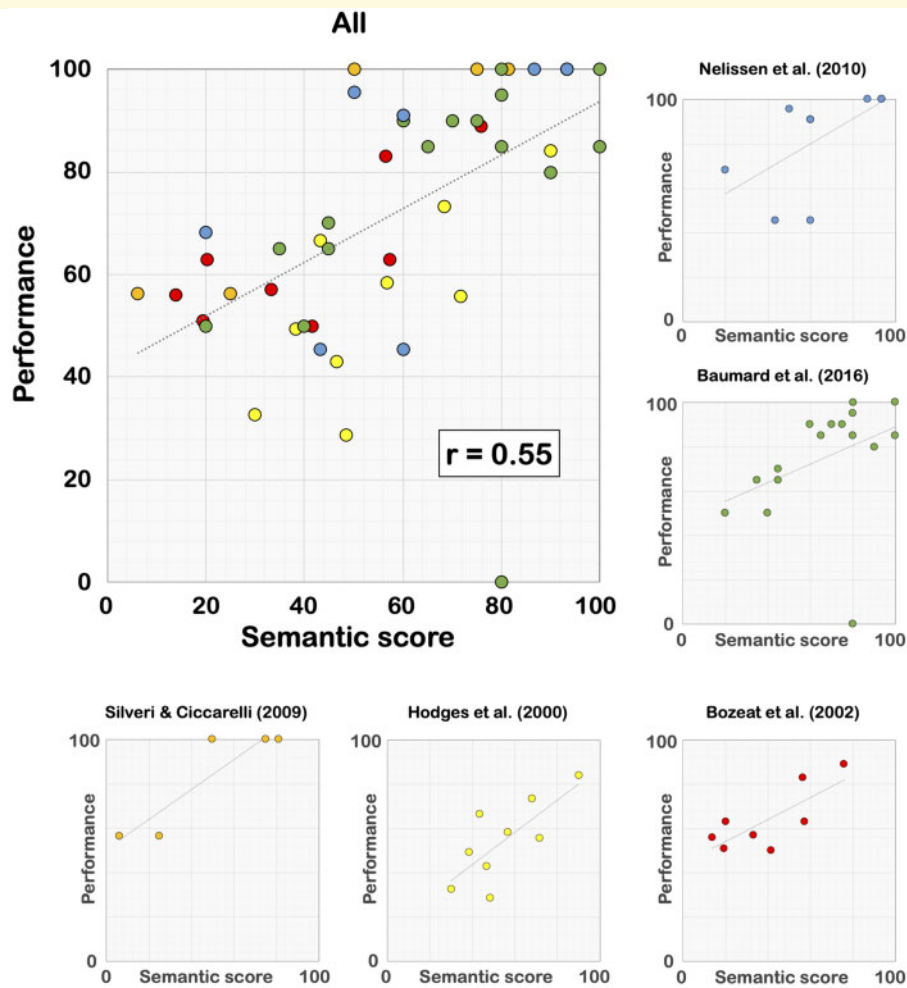 All
100
80
60
40
20
0
Performance
0 20 40 60 80 100
Semantic score
r = 0.55
Nelissen et al. (2010)
100
Performance
0
0 Semantic score 100
Baumard et al. (2016)
100
Performance
0
0 Semantic score 100
Silveri & Ciccarelli (2009)
100
Performance
0
0 Semantic score 100
Hodges et al. (2000)
100
Performance
0
0 Semantic score 100
Bozeat et al. (2002)
100
Performance
0
0 Semantic score 100